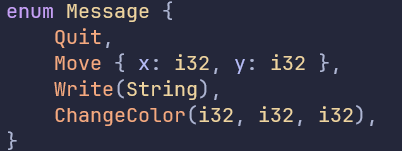 enum Message {
    Quit,
    Move { x: i32, y: i32 },
    Write(String),
    ChangeColor(i32, i32, i32),
}